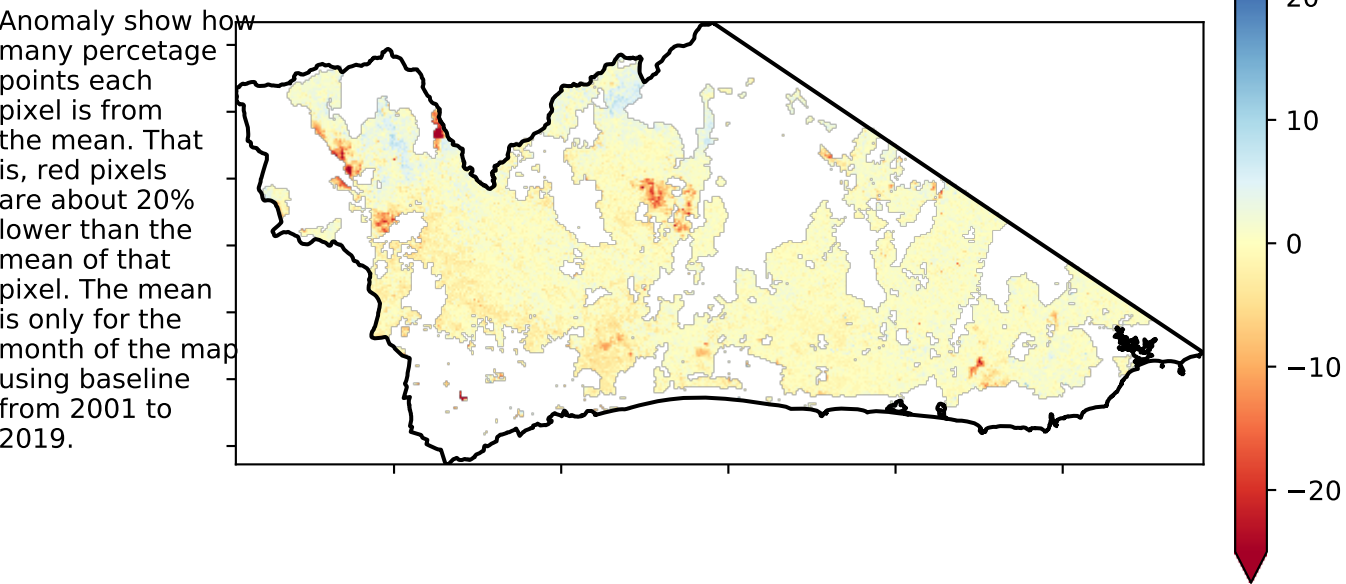 Anomaly show how
many percetage
points each
pixel is from
the mean. That
is, red pixels
are about 20%
lower than the
mean of that
pixel. The mean
is only for the
month of the map
using baseline
from 2001 to
2019.
20
10
0
−10
−20